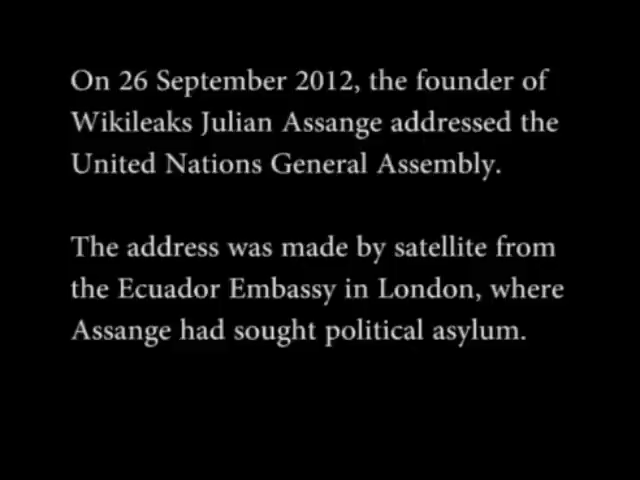 On 26 September 2012, the founder of
Wikileaks Julian Assange addressed the
United Nations General Assembly.
The address was made by satellite from
the Ecuador Embassy in London, where
Assange had sought political asylum.